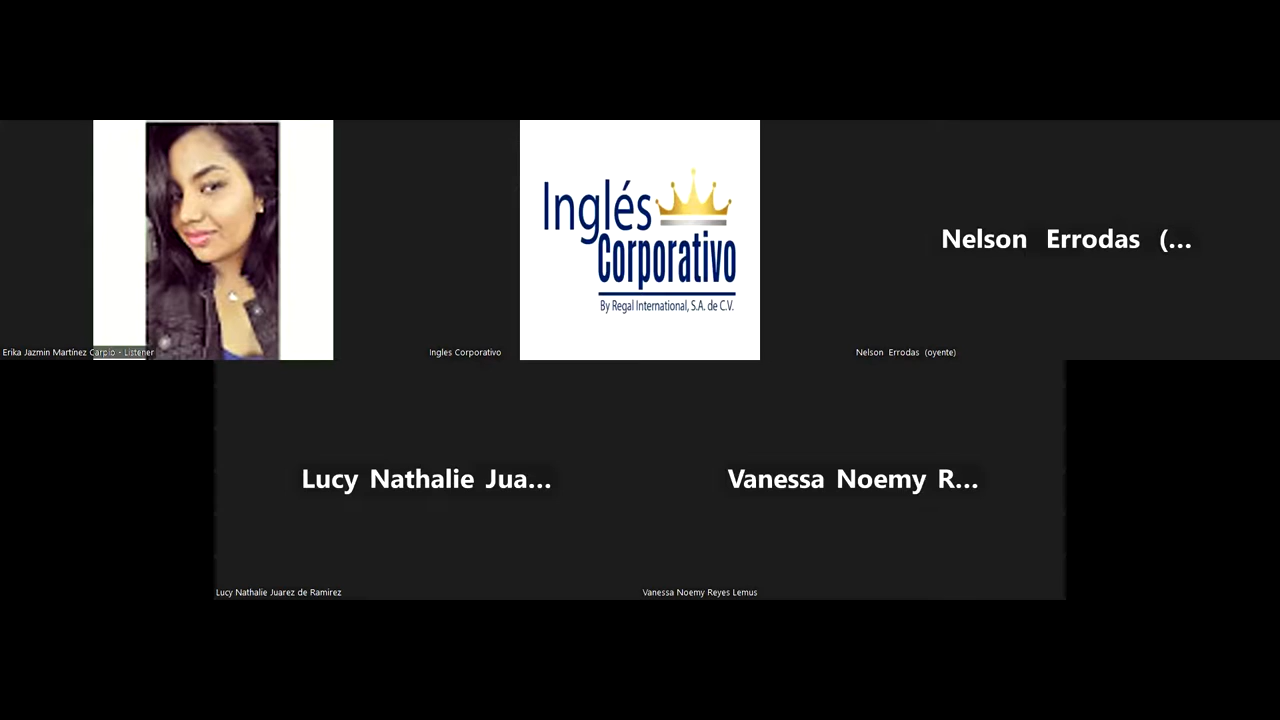 Inglés
Corporativo
By Regal International, S.A. de C.V.
Nelson Errodas (...
Erika Jazmin Martínez Carpio - Listener
Ingles Corporativo
Nelson Errodas (oyente)
Lucy Nathalie Jua...
Vanessa Noemy R...
Lucy Nathalie Juarez de Ramirez
Vanessa Noemy Reyes Lemus